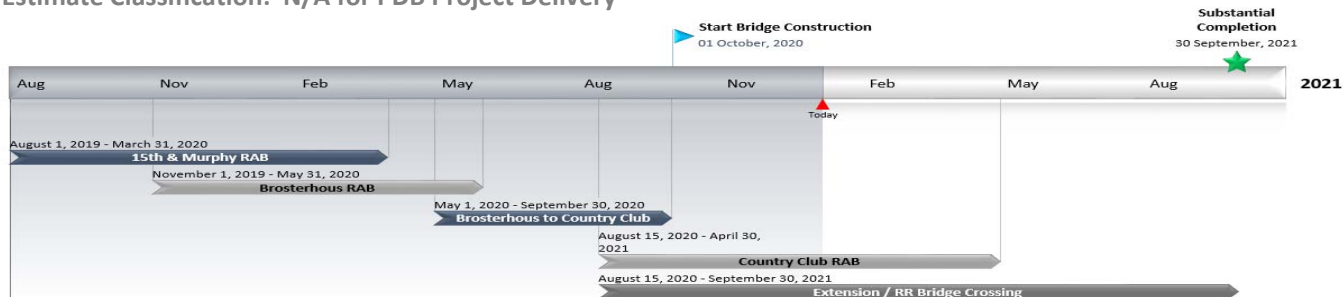 Estimate Classification: N/A for PDB Project Delivery
Substantial
Completion
30 September, 2021
Start Bridge Construction
01 October, 2020
Aug Nov Feb May Aug Nov Feb May Aug 2021
Today
August 1, 2019 - March 31, 2020
15th & Murphy RAB
November 1, 2019 - May 31, 2020
Brosterhous RAB
May 1, 2020 - September 30, 2020
Brosterhous to Country Club
August 15, 2020 - April 30,
2021
Country Club RAB
August 15, 2020 - September 30, 2021
Extension / RR Bridge Crossing